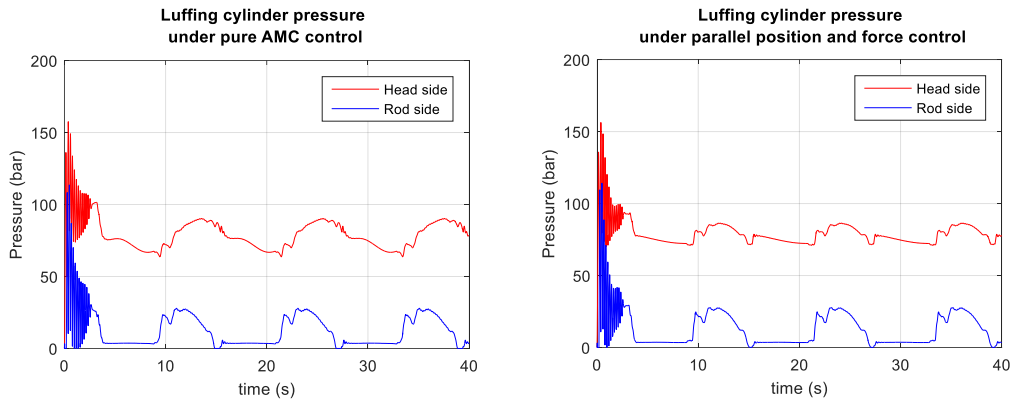 Luffing cylinder pressure
under pure AMC control
200
150
100
50
0
Pressure (bar)
Head side
Rod side
0
10
20
30
40
time (s)
Luffing cylinder pressure
under parallel position and force control
200
150
100
50
0
Pressure (bar)
Head side
Rod side
0
10
20
30
40
time (s)